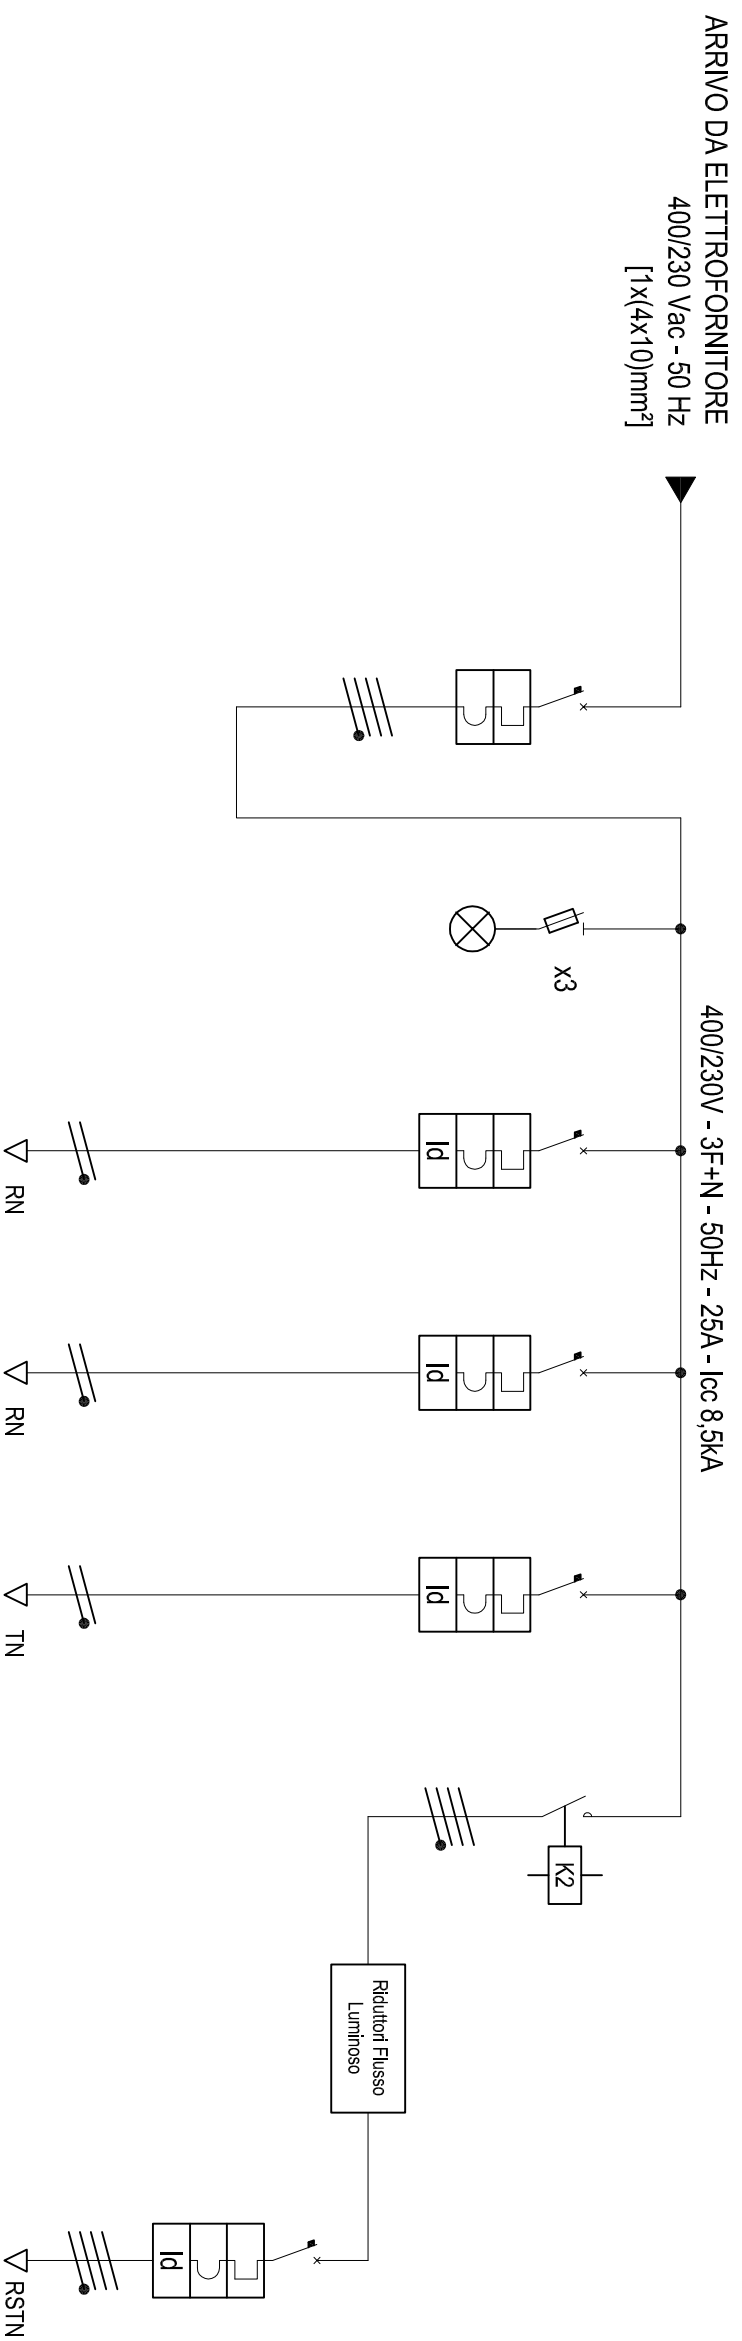 ARRIVO DA ELETTROFORNITORE
400/230 Vac - 50 Hz
[1x(4x10)mm²]
400/230V - 3F+N - 50Hz - 25A - Icc 8,5kA
x3
Id
RN
Id
RN
Id
TN
K2
Riduttori Flusso
Luminoso
Id
RSTN